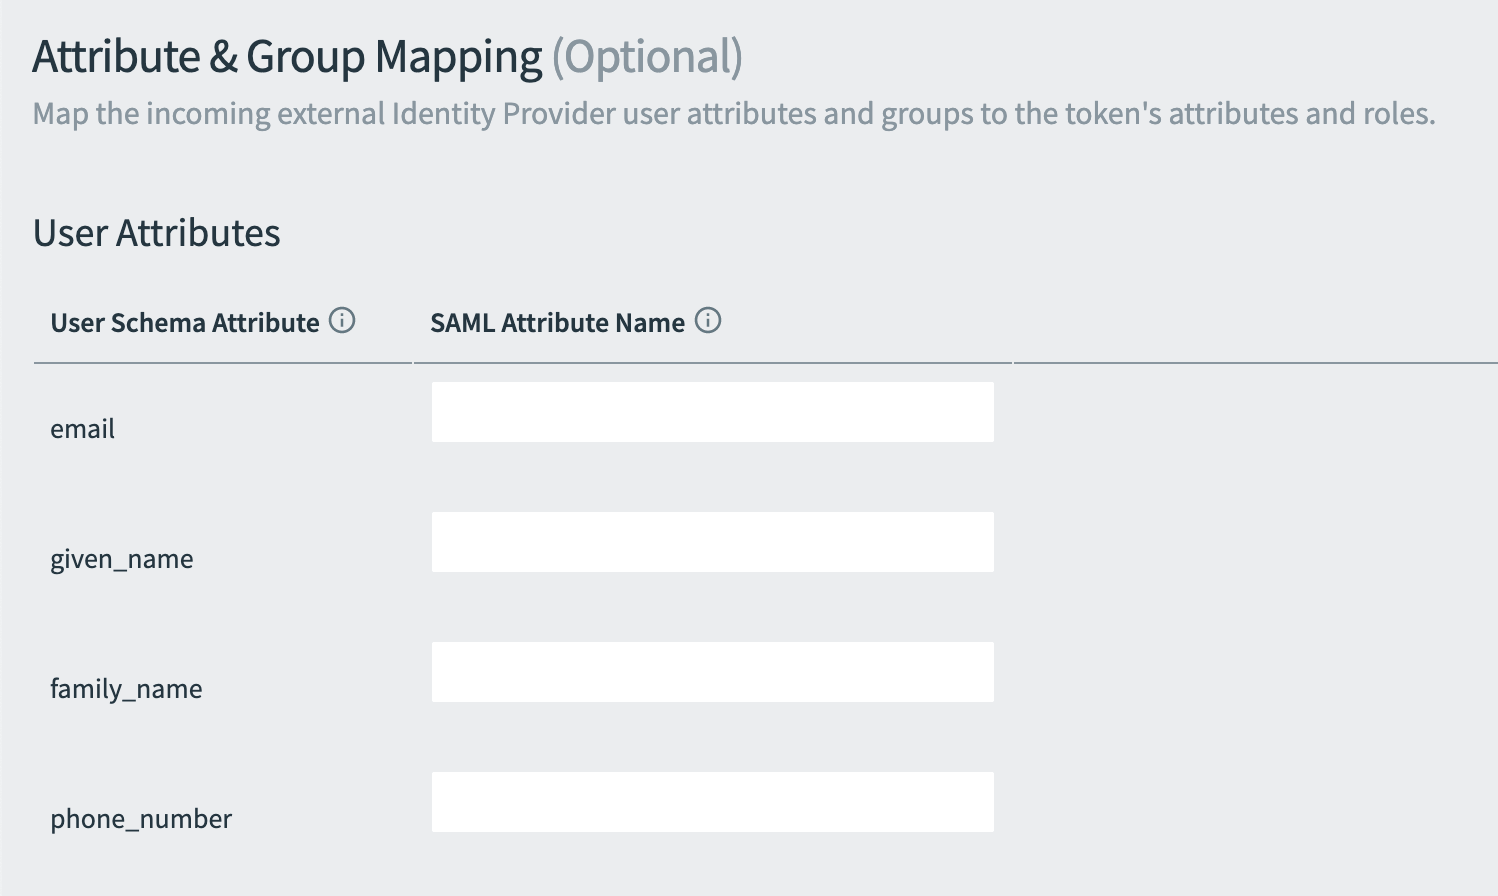 Attribute & Group Mapping (Optional)
Map the incoming external Identity Provider user attributes and groups to the token's attributes and roles.
User Attributes
User Schema Attribute SAML Attribute Name
email
given_name
family_name
phone_number